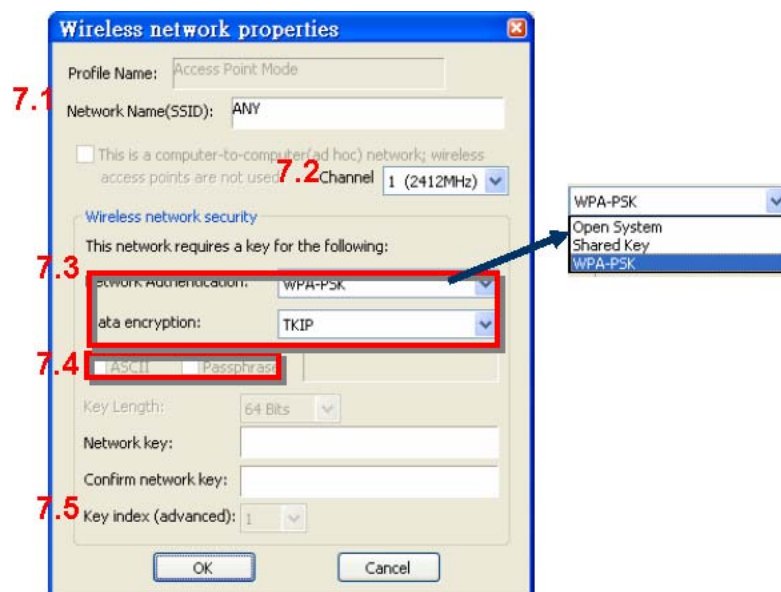 Wireless network properties
Profile Name: Access Point Mode
7.1
Network Name(SSID): ANY
This is a computer-to-computer(ad hoc) network; wireless
access points are not used
7.2 Channel 1 (2412MHz)
Wireless network security
This network requires a key for the following:
7.3
Network Authentication: WPA-PSK
ata encryption: TKIP
7.4 ASCII Passphrase
Key Length: 64 Bits
Network key:
Confirm network key:
7.5 Key index (advanced): 1
OK Cancel
WPA-PSK
Open System
Shared Key
WPA-PSK